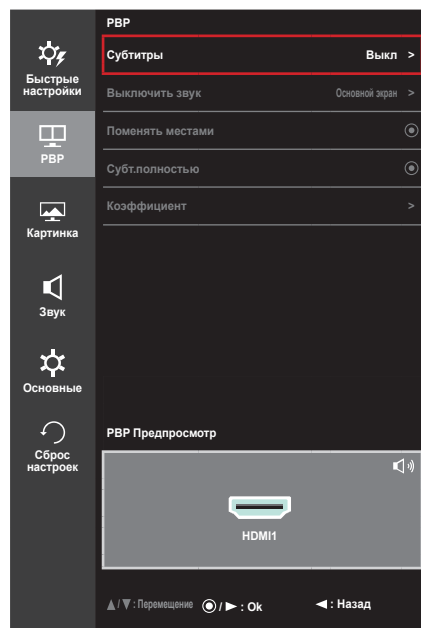 Быстрые
настройки
PBP
Картинка
Звук
Основные
Сброс
настроек
PBP
Субтитры Выкл >
Выключить звук Основной экран >
Поменять местами
Субт.полностью
Коэффициент >
PBP Предпросмотр
HDMI1
▲/▼ : Перемещение ◉ / ► : Ok ◄ : Назад